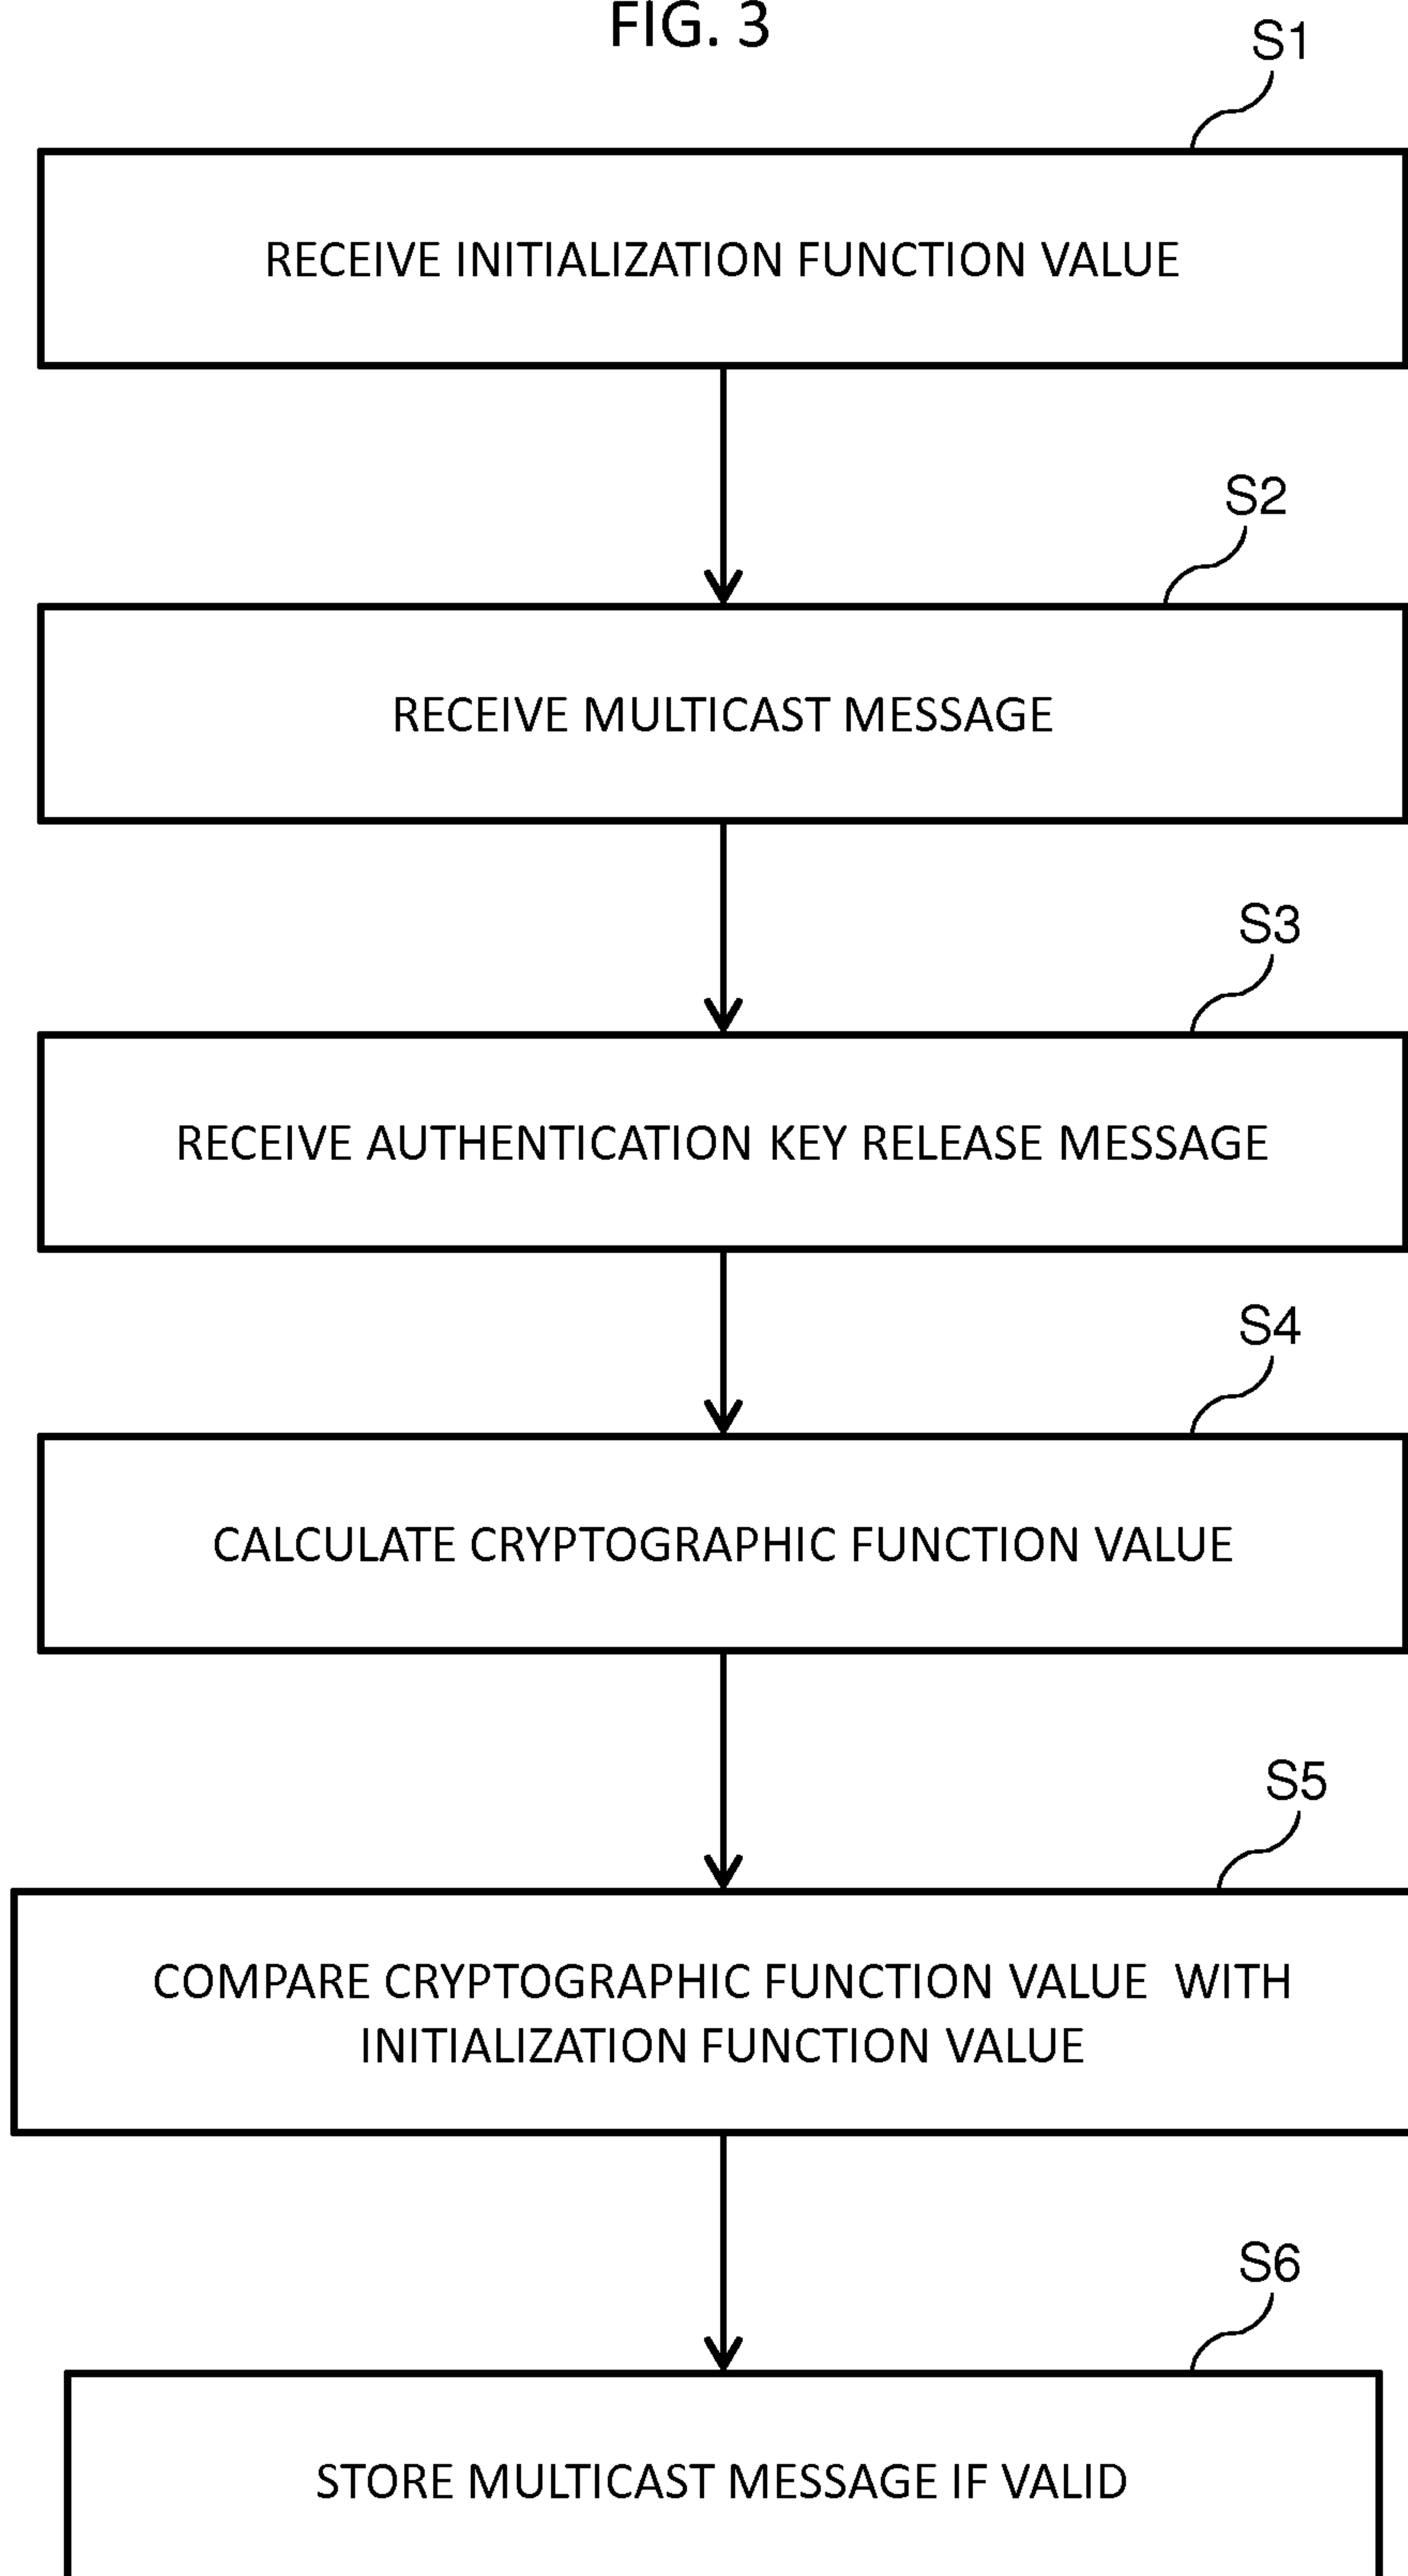 FIG. 3
S1
RECEIVE INITIALIZATION FUNCTION VALUE
S2
RECEIVE MULTICAST MESSAGE
S3
RECEIVE AUTHENTICATION KEY RELEASE MESSAGE
S4
CALCULATE CRYPTOGRAPHIC FUNCTION VALUE
S5
COMPARE CRYPTOGRAPHIC FUNCTION VALUE WITH
INITIALIZATION FUNCTION VALUE
S6
STORE MULTICAST MESSAGE IF VALID